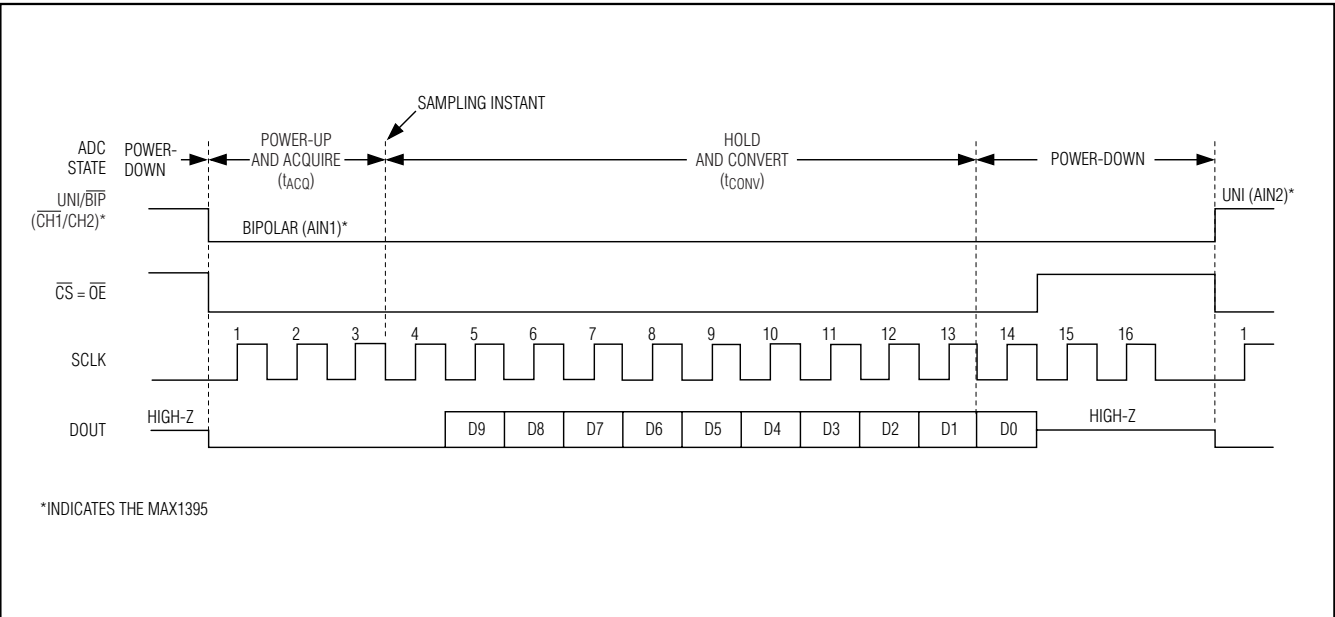 SAMPLING INSTANT
ADC
STATE
POWER-
DOWN
POWER-UP
AND ACQUIRE
(tACQ)
HOLD
AND CONVERT
(tCONV)
POWER-DOWN
UNI/BIP
(CH1/CH2)*
BIPOLAR (AIN1)*
UNI (AIN2)*
CS = OE
SCLK
1 2 3 4 5 6 7 8 9 10 11 12 13 14 15 16 1
DOUT
HIGH-Z
D9 D8 D7 D6 D5 D4 D3 D2 D1 D0
HIGH-Z
*INDICATES THE MAX1395